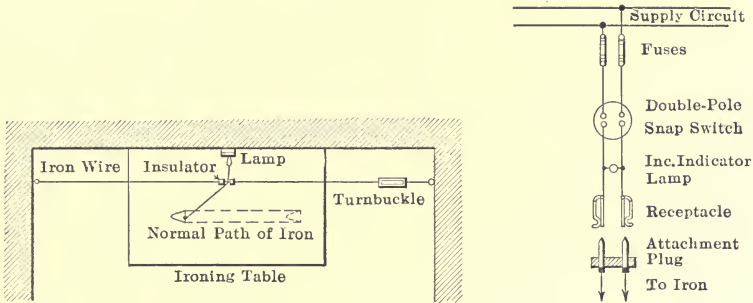 Iron Wire
Insulator
Lamp
Turnbuckle
Normal Path of Iron
Ironing Table
Supply Circuit
Fuses
Double-Pole
Snap Switch
Inc.Indicator
Lamp
Receptacle
Attachment
Plug
To Iron